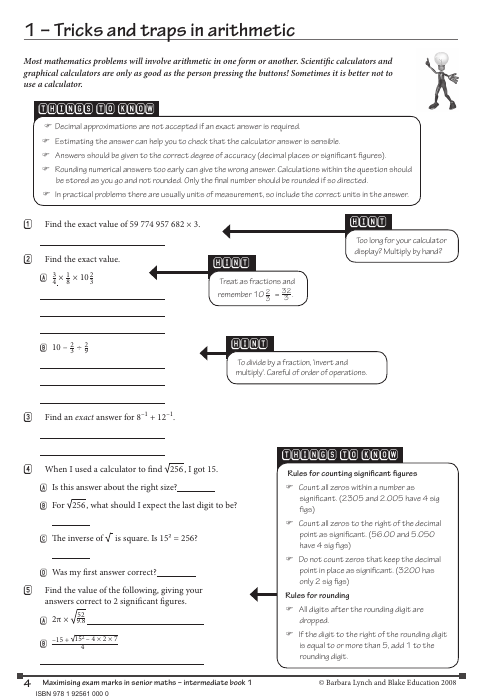 1 – Tricks and traps in arithmetic
Most mathematics problems will involve arithmetic in one form or another. Scientific calculators and
graphical calculators are only as good as the person pressing the buttons! Sometimes it is better not to
use a calculator.
THINGS TO KNOW
☞ Decimal approximations are not accepted if an exact answer is required.
☞ Estimating the answer can help you to check that the calculator answer is sensible.
☞ Answers should be given to the correct degree of accuracy (decimal places or significant figures).
☞ Rounding numerical answers too early can give the wrong answer. Calculations within the question should
be stored as you go and not rounded. Only the final number should be rounded if so directed.
☞ In practical problems there are usually units of measurement, so include the correct units in the answer.
1 Find the exact value of 59 774 957 682 × 3.
HINT
Too long for your calculator
display? Multiply by hand?
2 Find the exact value.
A 3/4 × 1/8 × 10 2/3
HINT
Treat as fractions and
remember 10 2/3 = 32/3
B 10 − 2/3 ÷ 2/9
HINT
To divide by a fraction, 'invert and
multiply'. Careful of order of operations.
3 Find an exact answer for 8⁻¹ + 12⁻¹.
4 When I used a calculator to find √256, I got 15.
A Is this answer about the right size?
B For √256, what should I expect the last digit to be?
C The inverse of √ is square. Is 15² = 256?
D Was my first answer correct?
5 Find the value of the following, giving your
answers correct to 2 significant figures.
A 2π × √(52/9.8)
B (−15 + √(15² − 4 × 2 × 7))/4
THINGS TO KNOW
Rules for counting significant figures
☞ Count all zeros within a number as
significant. (2305 and 2.005 have 4 sig
figs)
☞ Count all zeros to the right of the decimal
point as significant. (56.00 and 5.050
have 4 sig figs)
☞ Do not count zeros that keep the decimal
point in place as significant. (3200 has
only 2 sig figs)
Rules for rounding
☞ All digits after the rounding digit are
dropped.
☞ If the digit to the right of the rounding digit
is equal to or more than 5, add 1 to the
rounding digit.
4 Maximising exam marks in senior maths – intermediate book 1
© Barbara Lynch and Blake Education 2008
ISBN 978 1 92561 000 0